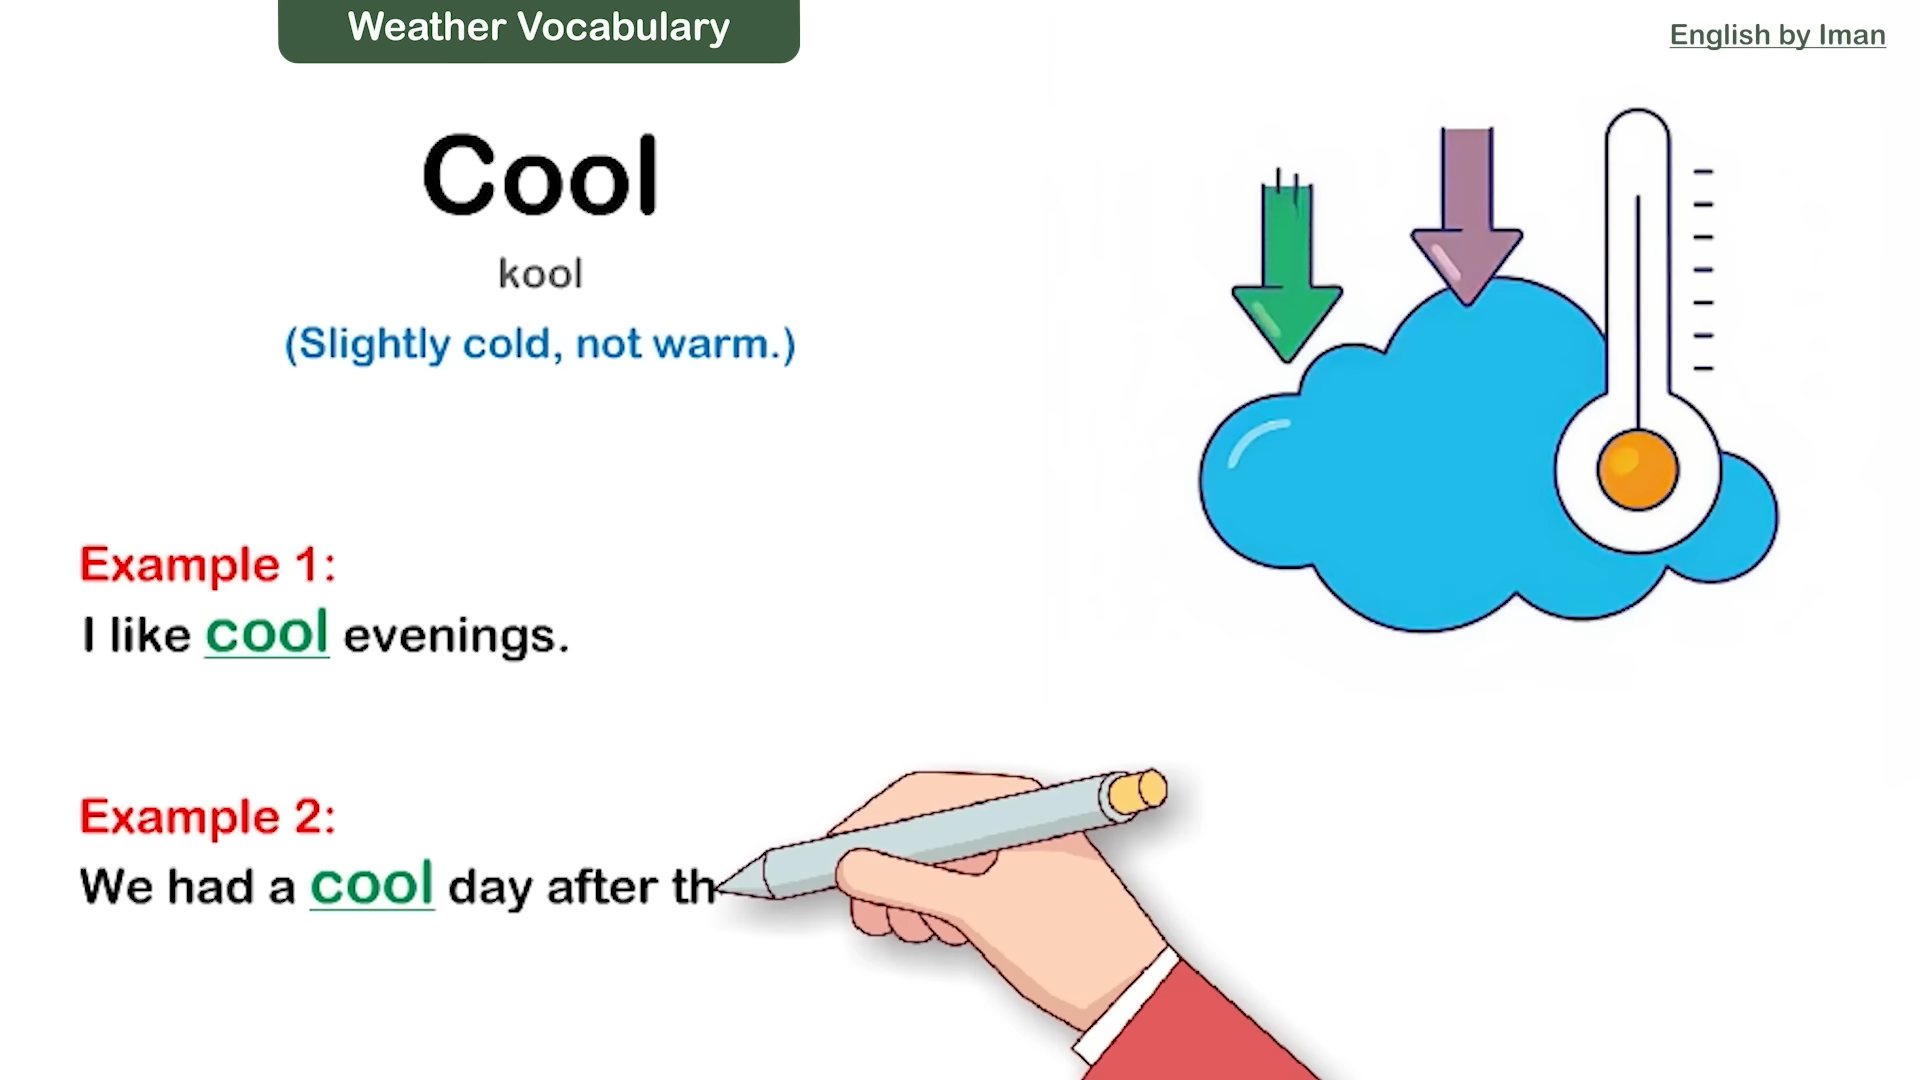 Weather Vocabulary
English by Iman
Cool
kool
(Slightly cold, not warm.)
Example 1:
I like cool evenings.
Example 2:
We had a cool day after th